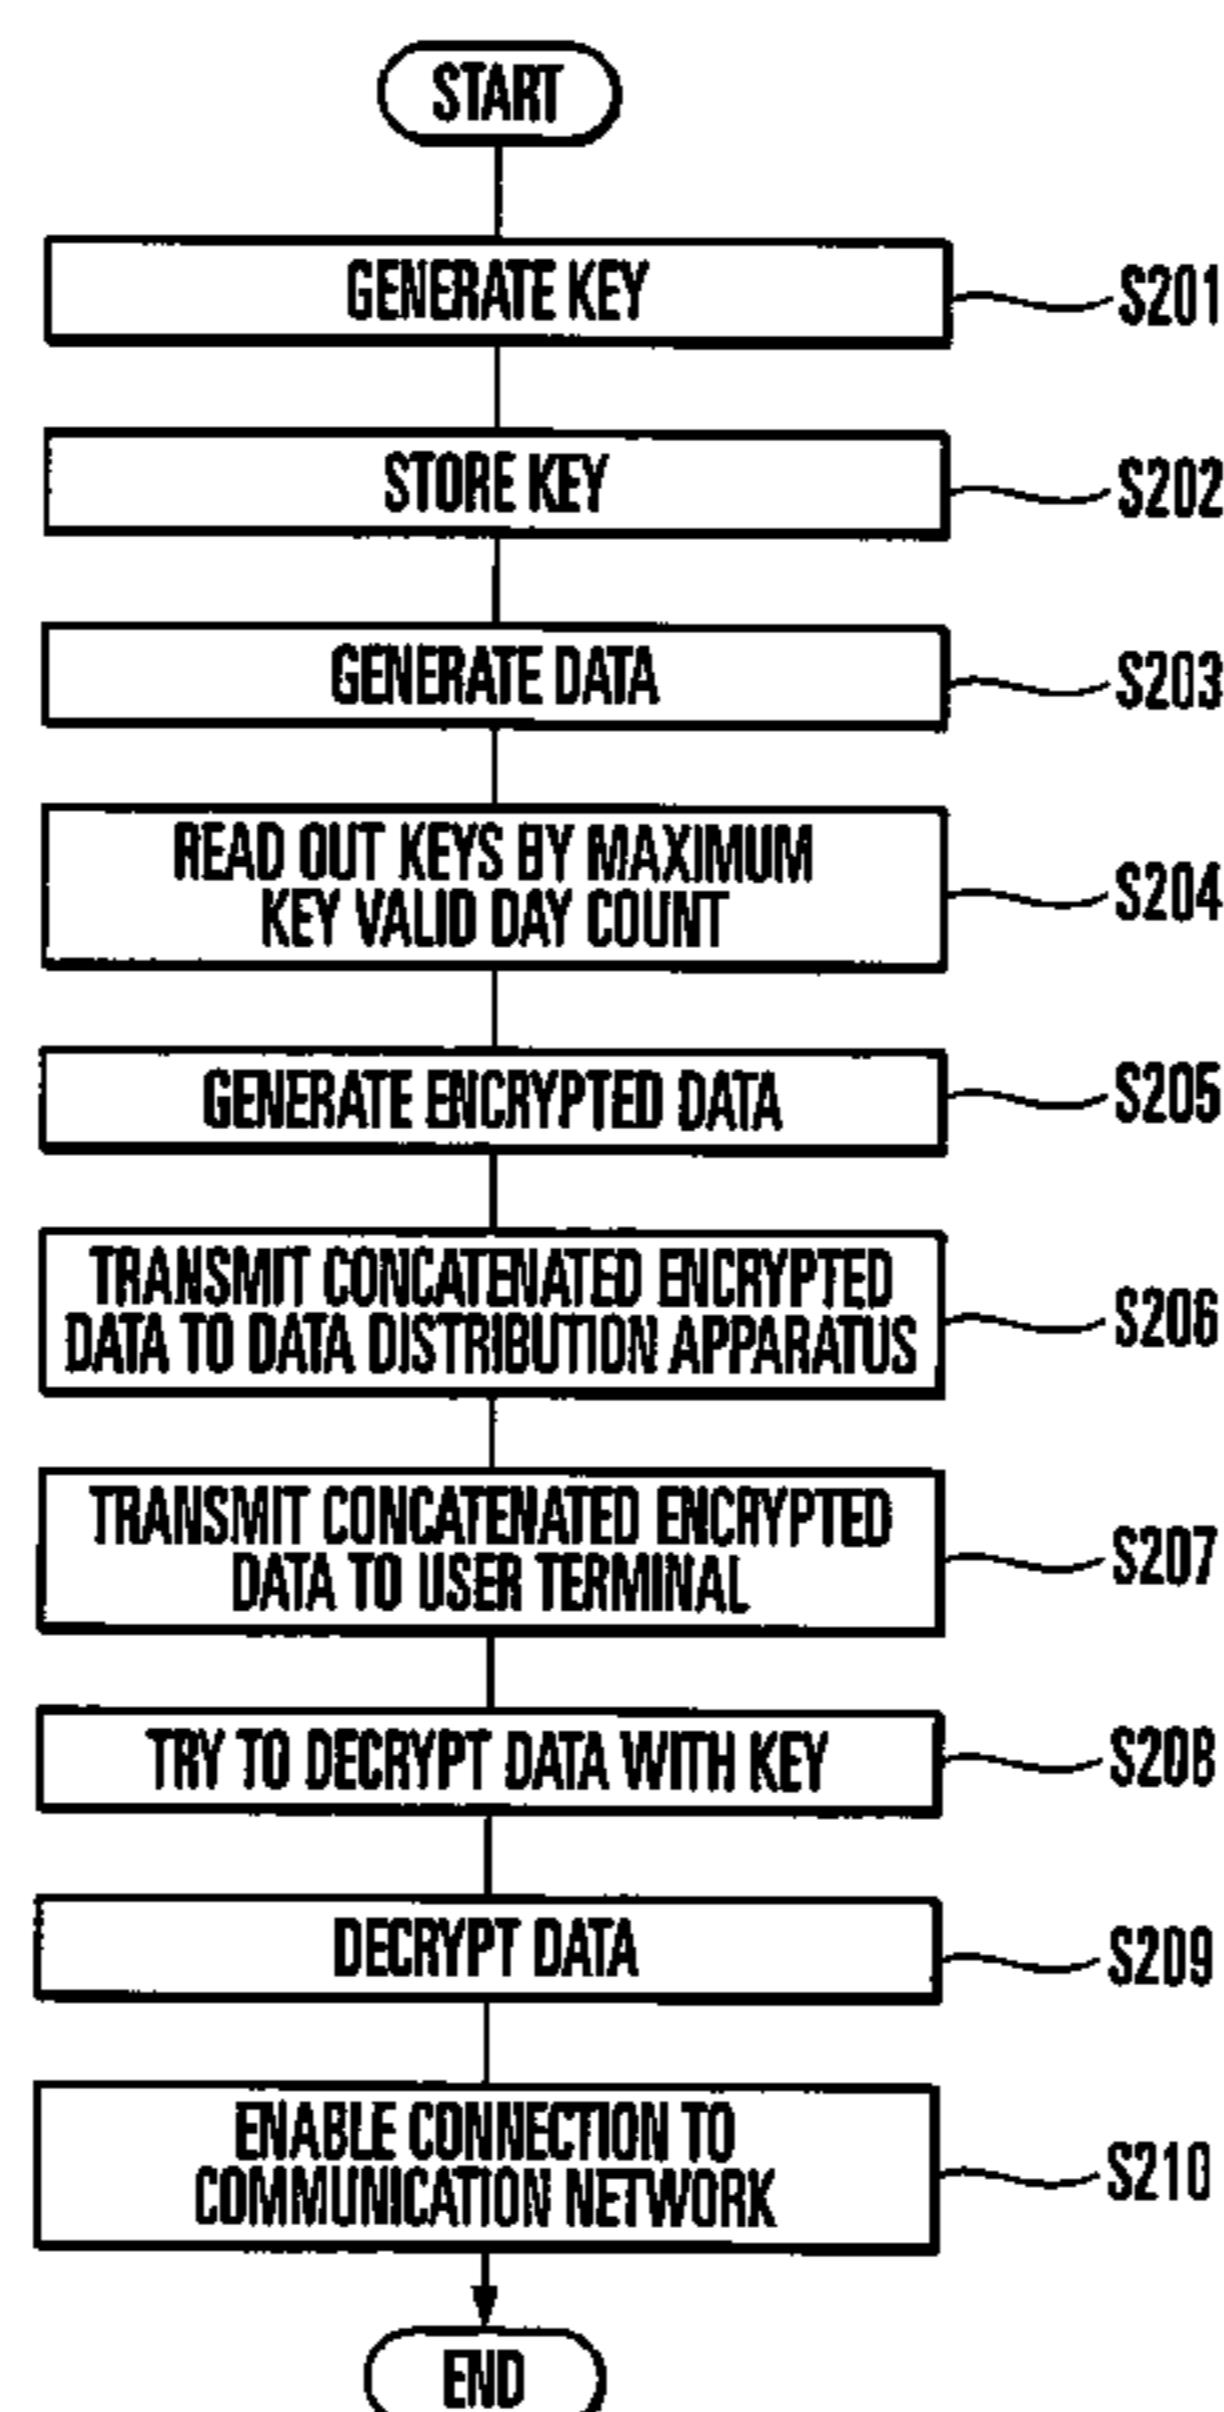 START
GENERATE KEY
S201
STORE KEY
S202
GENERATE DATA
S203
READ OUT KEYS BY MAXIMUM
KEY VALID DAY COUNT
S204
GENERATE ENCRYPTED DATA
S205
TRANSMIT CONCATENATED ENCRYPTED
DATA TO DATA DISTRIBUTION APPARATUS
S206
TRANSMIT CONCATENATED ENCRYPTED
DATA TO USER TERMINAL
S207
TRY TO DECRYPT DATA WITH KEY
S208
DECRYPT DATA
S209
ENABLE CONNECTION TO
COMMUNICATION NETWORK
S210
END